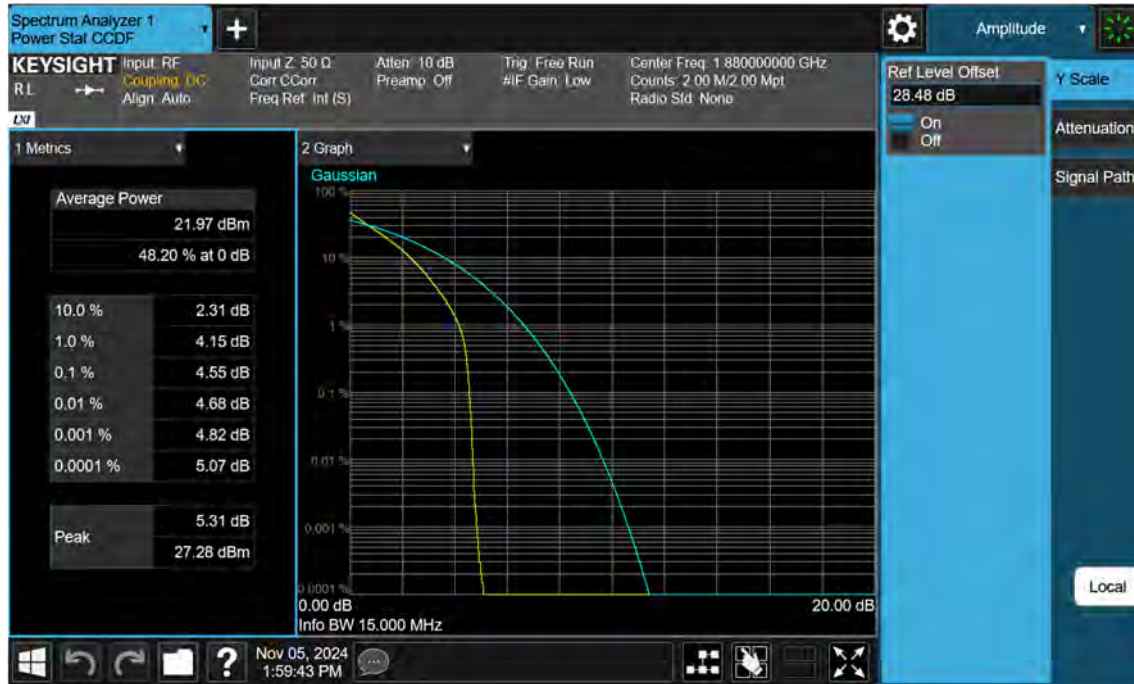 Spectrum Analyzer 1
Power Stat CCDF
+
Amplitude
KEYSIGHT
RL
LXI
Input: RF
Coupling: DC
Align: Auto
Input Z: 50 Ω
Corr CCorr
Freq Ref: Int (S)
Atten: 10 dB
Preamp: Off
Trig: Free Run
#IF Gain: Low
Center Freq: 1.880000000 GHz
Counts: 2.00 M/2.00 Mpt
Radio Std: None
Ref Level Offset
28.48 dB
On
Off
Y Scale
Attenuation
Signal Path
Local
1 Metrics
Average Power
21.97 dBm
48.20 % at 0 dB
10.0 % 2.31 dB
1.0 % 4.15 dB
0.1 % 4.55 dB
0.01 % 4.68 dB
0.001 % 4.82 dB
0.0001 % 5.07 dB
Peak
5.31 dB
27.28 dBm
2 Graph
Gaussian
100 %
10 %
1 %
0.1 %
0.01 %
0.001 %
0.0001 %
0.00 dB 20.00 dB
Info BW 15.000 MHz
?
Nov 05, 2024
1:59:43 PM